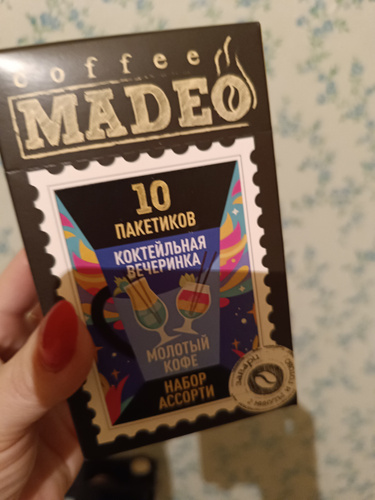 coffee
MADEO
10
ПАКЕТИКОВ
КОКТЕЙЛЬНАЯ
ВЕЧЕРИНКА
МОЛОТЫЙ
КОФЕ
НАБОР
АССОРТИ